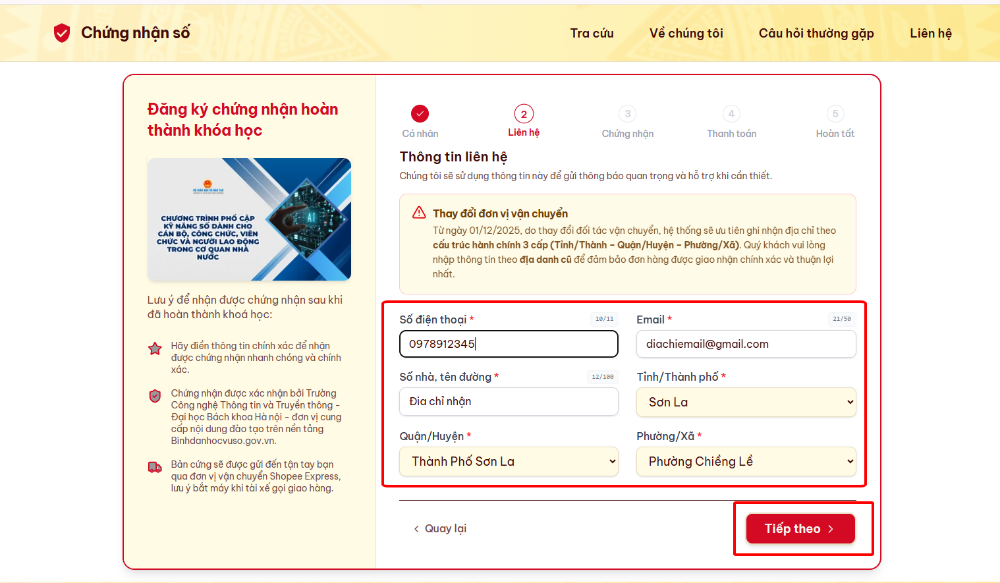 Chứng nhận số
Tra cứu
Về chúng tôi
Câu hỏi thường gặp
Liên hệ
Đăng ký chứng nhận hoàn
thành khóa học
BỘ GIÁO DỤC VÀ ĐÀO TẠO
CHƯƠNG TRÌNH PHỔ CẬP
KỸ NĂNG SỐ DÀNH CHO
CÁN BỘ, CÔNG CHỨC, VIÊN
CHỨC VÀ NGƯỜI LAO ĐỘNG
TRONG CƠ QUAN NHÀ
NƯỚC
AI
Lưu ý để nhận được chứng nhận sau khi
đã hoàn thành khoá học:
Hãy điền thông tin chính xác để nhận
được chứng nhận nhanh chóng và chính
xác.
Chứng nhận được xác nhận bởi Trường
Công nghệ Thông tin và Truyền thông -
Đại học Bách khoa Hà nội - đơn vị cung
cấp nội dung đào tạo trên nền tảng
Binhdanhocvuso.gov.vn.
Bản cứng sẽ được gửi đến tận tay bạn
qua đơn vị vận chuyển Shopee Express,
lưu ý bắt máy khi tài xế gọi giao hàng.
2 3 4 5
Cá nhân Liên hệ Chứng nhận Thanh toán Hoàn tất
Thông tin liên hệ
Chúng tôi sẽ sử dụng thông tin này để gửi thông báo quan trọng và hỗ trợ khi cần thiết.
Thay đổi đơn vị vận chuyển
Từ ngày 01/12/2025, do thay đổi đối tác vận chuyển, hệ thống sẽ ưu tiên ghi nhận địa chỉ theo
cấu trúc hành chính 3 cấp (Tỉnh/Thành – Quận/Huyện – Phường/Xã). Quý khách vui lòng
nhập thông tin theo địa danh cũ để đảm bảo đơn hàng được giao nhận chính xác và thuận lợi
nhất.
Số điện thoại * 10/11
0978912345
Email * 21/50
diachiemail@gmail.com
Số nhà, tên đường * 12/100
Đia chỉ nhận
Tỉnh/Thành phố *
Sơn La
Quận/Huyện *
Thành Phố Sơn La
Phường/Xã *
Phường Chiềng Lề
Quay lại
Tiếp theo